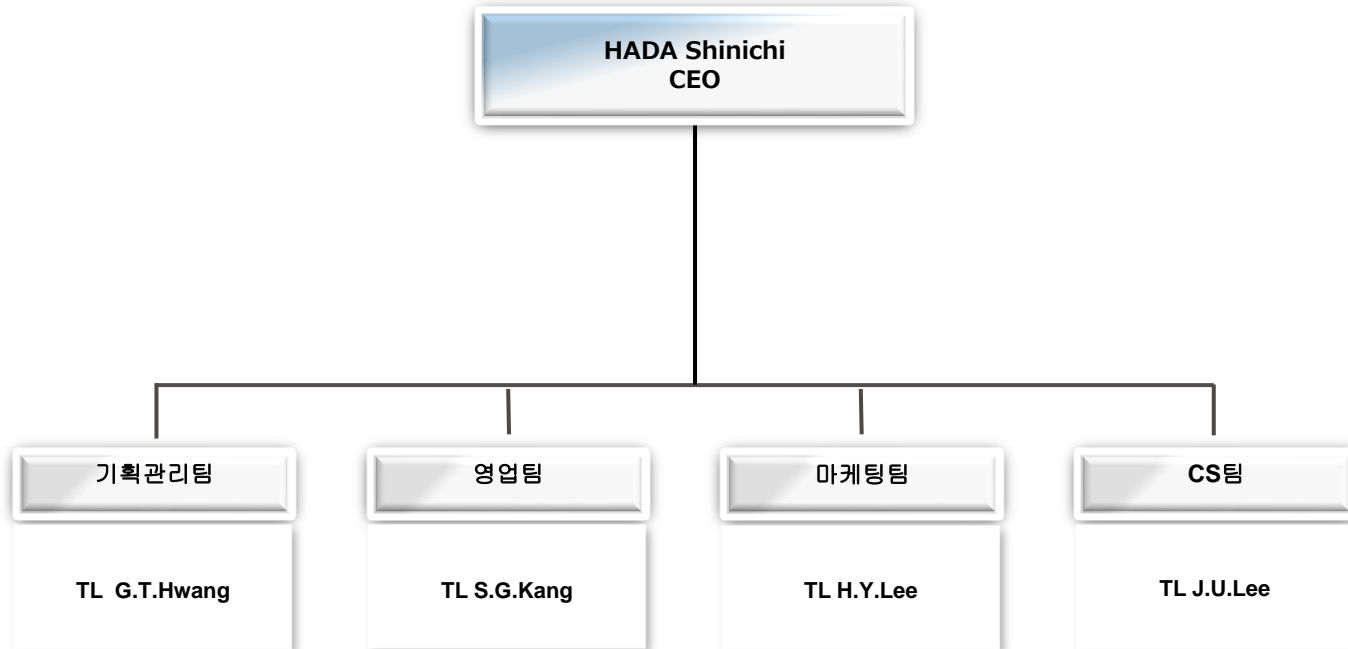 HADA Shinichi
CEO
기획관리팀
영업팀
마케팅팀
CS팀
TL  G.T.Hwang
TL S.G.Kang
TL H.Y.Lee
TL J.U.Lee